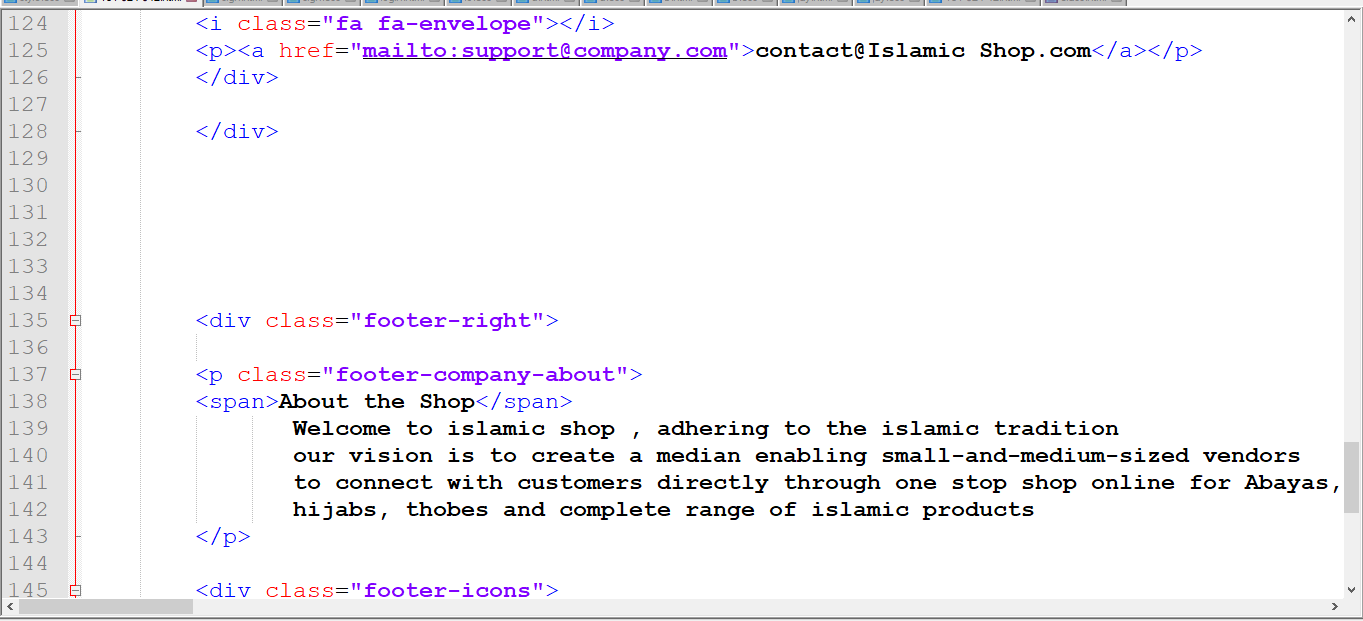 124 <i class="fa fa-envelope"></i>
125 <p><a href="mailto:support@company.com">contact@Islamic Shop.com</a></p>
126 </div>
127
128 </div>
129
130
131
132
133
134
135 <div class="footer-right">
136
137 <p class="footer-company-about">
138 <span>About the Shop</span>
139 Welcome to islamic shop , adhering to the islamic tradition
140 our vision is to create a median enabling small-and-medium-sized vendors
141 to connect with customers directly through one stop shop online for Abayas,
142 hijabs, thobes and complete range of islamic products
143 </p>
144
145 <div class="footer-icons">